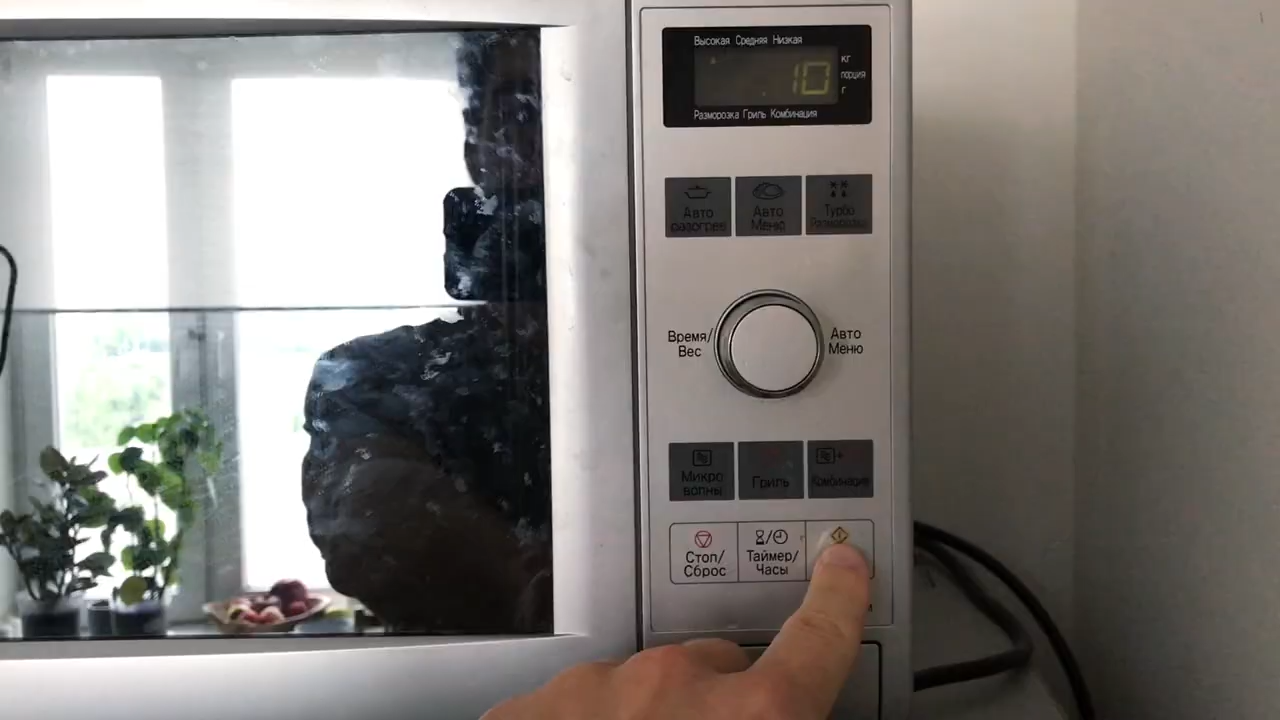 Высокая Средняя Низкая
10
кг
порция
г
Разморозка Гриль Комбинация
Авто разогрев
Авто Меню
Турбо Разморозка
Время/Вес
Авто Меню
Микро волны
Гриль
Комбинация
Стоп/Сброс
Таймер/Часы